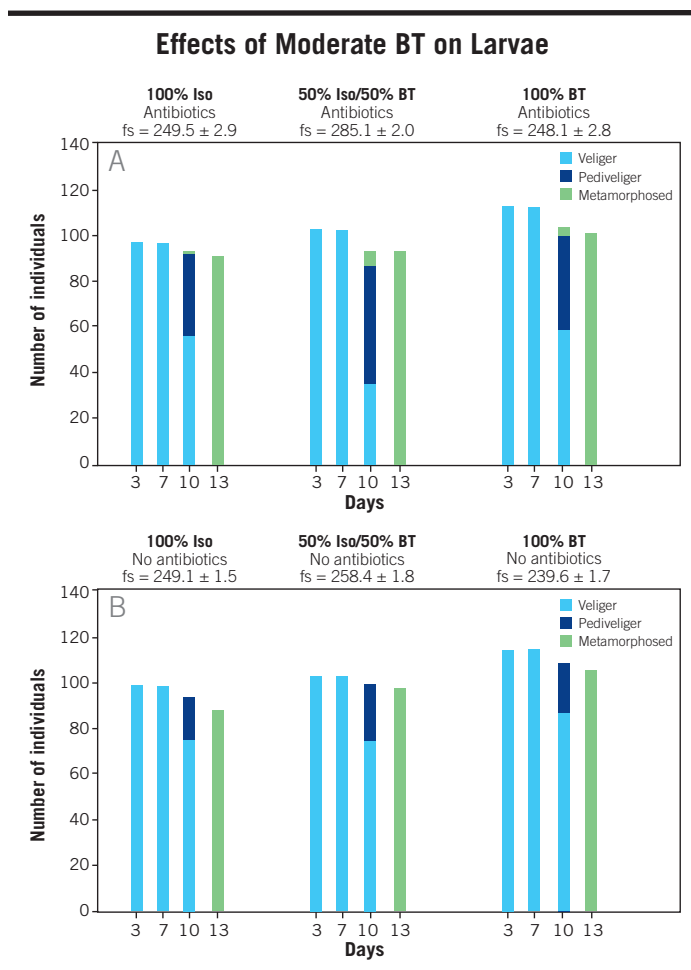 Effects of Moderate BT on Larvae
100% Iso
Antibiotics
fs = 249.5 ± 2.9
50% Iso/50% BT
Antibiotics
fs = 285.1 ± 2.0
100% BT
Antibiotics
fs = 248.1 ± 2.8
A
Veliger
Pediveliger
Metamorphosed
Number of individuals
140
120
100
80
60
40
20
0
3 7 10 13
3 7 10 13
3 7 10 13
Days
100% Iso
No antibiotics
fs = 249.1 ± 1.5
50% Iso/50% BT
No antibiotics
fs = 258.4 ± 1.8
100% BT
No antibiotics
fs = 239.6 ± 1.7
B
Veliger
Pediveliger
Metamorphosed
Number of individuals
140
120
100
80
60
40
20
0
3 7 10 13
3 7 10 13
3 7 10 13
Days